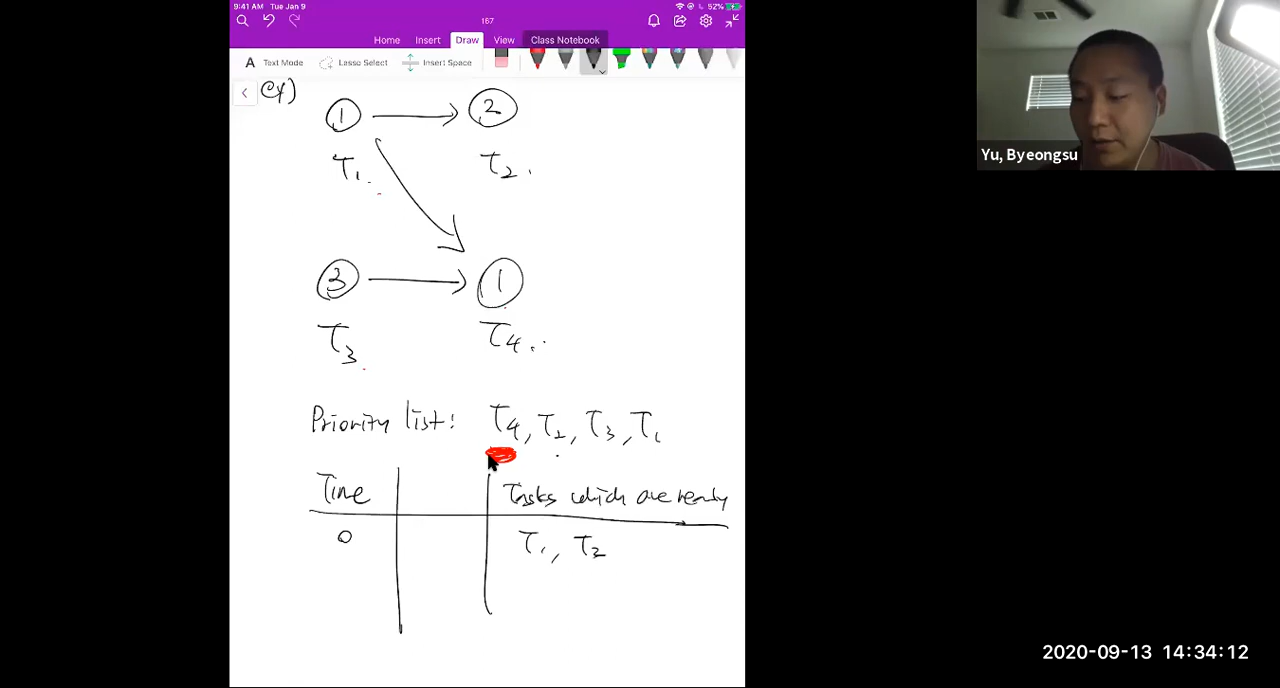 9:41 AM Tue Jan 9
52%
167
Home Insert Draw View Class Notebook
A Text Mode Lasso Select Insert Space
ex)
1 → 2
T1 T2
3 → 1
T3 T4
Priority list: T4, T2, T3, T1
Time Tasks which are ready
0 T1, T3
Yu, Byeongsu
2020-09-13 14:34:12